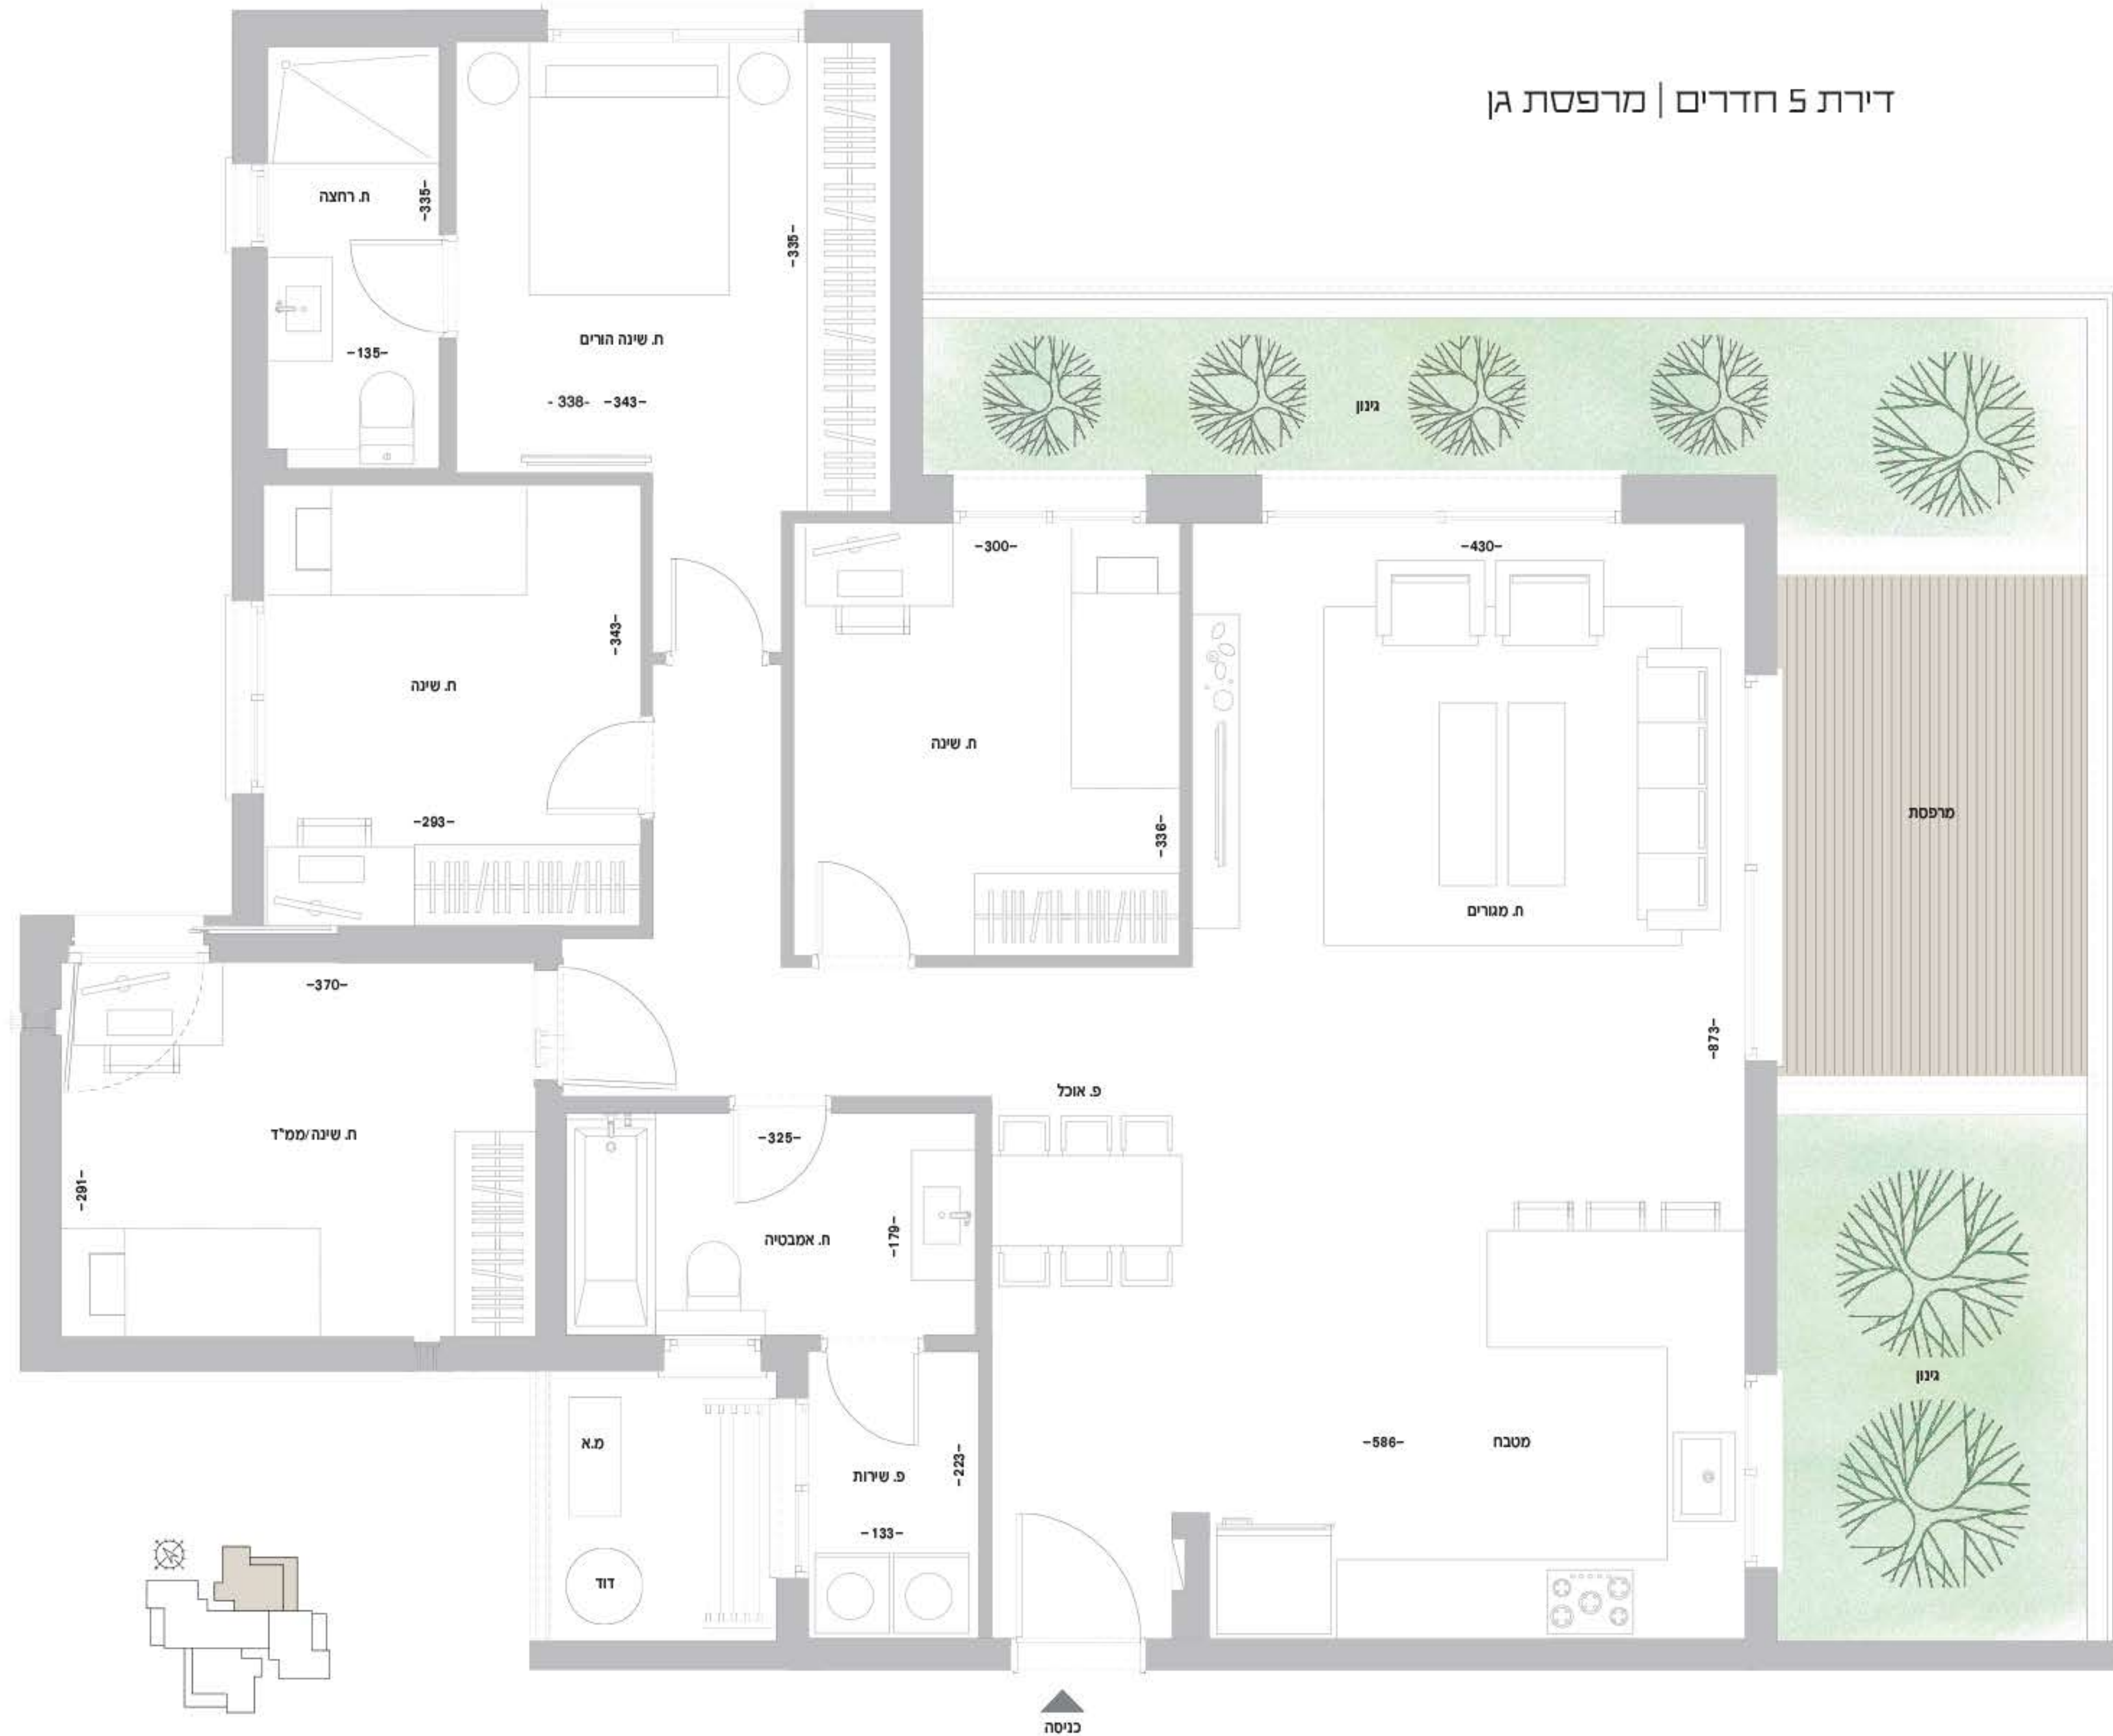 דירת 5 חדרים | מרפסת גן
ח. רחצה
-335-
-135-
-335-
ח. שינה הורים
- 338- -343-
גינון
-300-
-430-
-343-
ח. שינה
-293-
ח. שינה
-336-
ח. מגורים
מרפסת
-873-
-370-
ח. שינה/ממ"ד
-291-
פ. אוכל
-325-
ח. אמבטיה
-179-
גינון
מטבח
-586-
מ.א
פ. שירות
-223-
-133-
דוד
כניסה